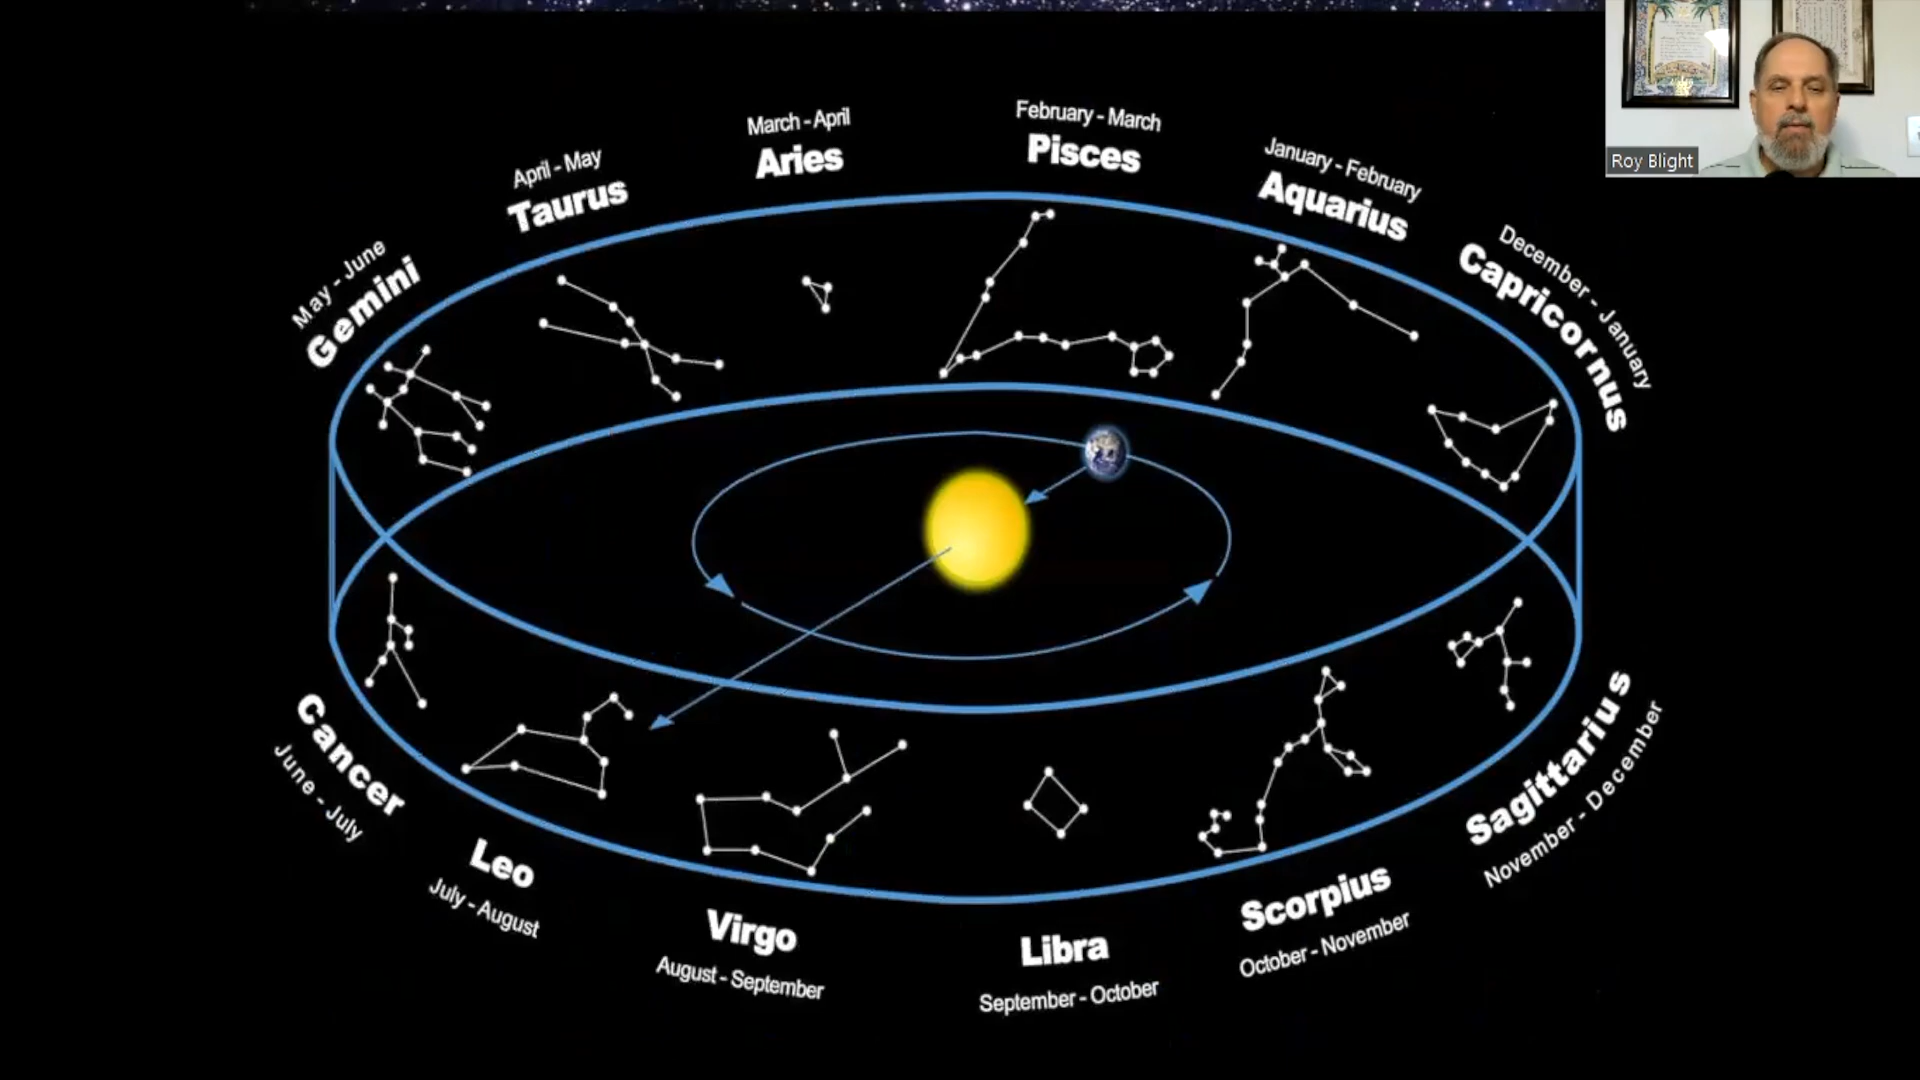 March - April
Aries
February - March
Pisces
April - May
Taurus
January - February
Aquarius
May - June
Gemini
December - January
Capricornus
Roy Blight
Cancer
June - July
Leo
July - August
Virgo
August - September
Libra
September - October
Scorpius
October - November
Sagittarius
November - December